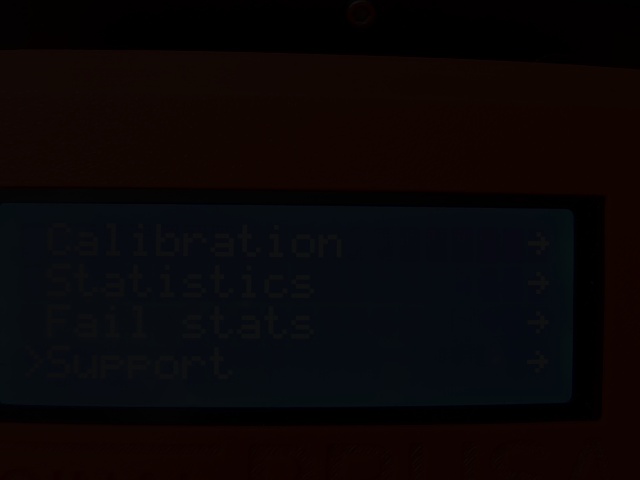 Calibration →
Statistics →
Fail stats →
>Support →